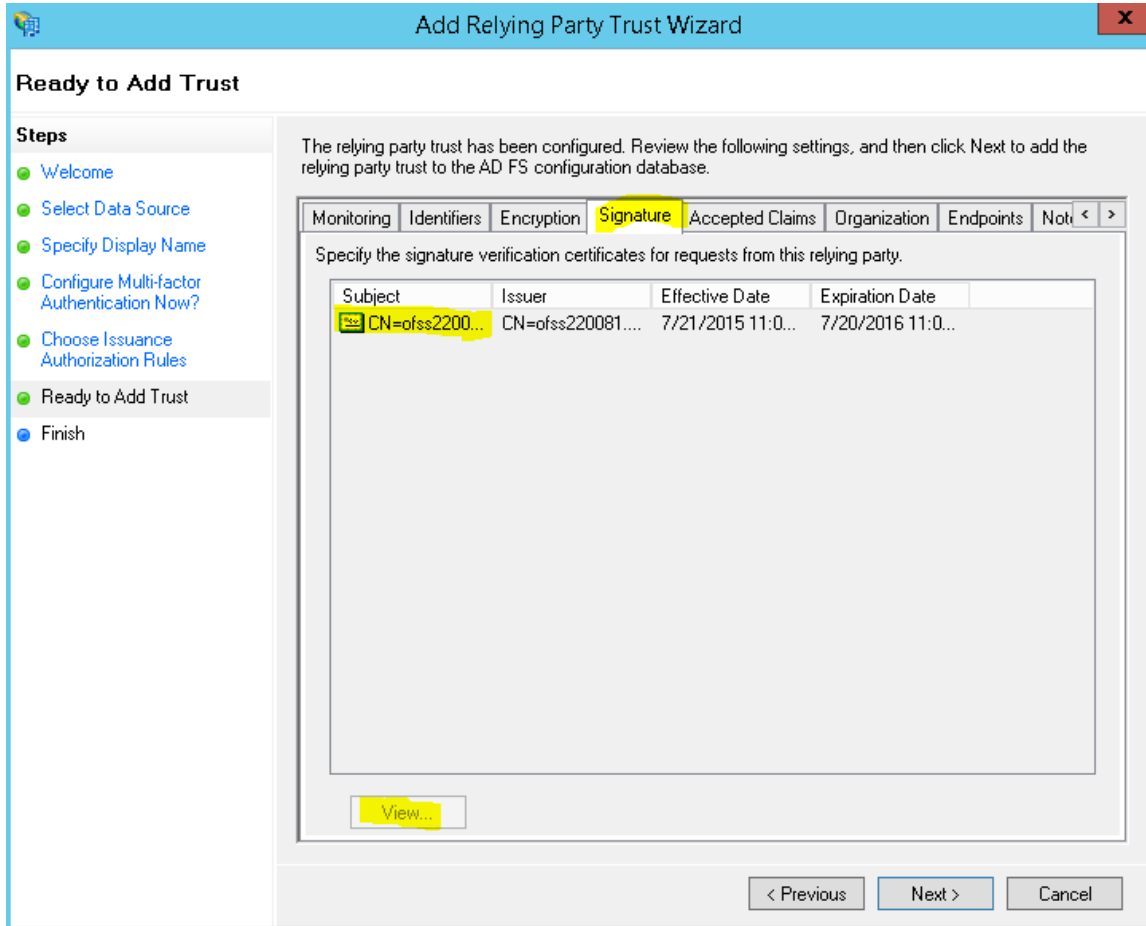 Add Relying Party Trust Wizard
x
Ready to Add Trust
Steps
Welcome
Select Data Source
Specify Display Name
Configure Multi-factor
Authentication Now?
Choose Issuance
Authorization Rules
Ready to Add Trust
Finish
The relying party trust has been configured. Review the following settings, and then click Next to add the
relying party trust to the AD FS configuration database.
Monitoring Identifiers Encryption Signature Accepted Claims Organization Endpoints < >
Specify the signature verification certificates for requests from this relying party.
Subject Issuer Effective Date Expiration Date
CN=ofss2200... CN=ofss220081.... 7/21/2015 11:0... 7/20/2016 11:0...
View...
< Previous Next > Cancel